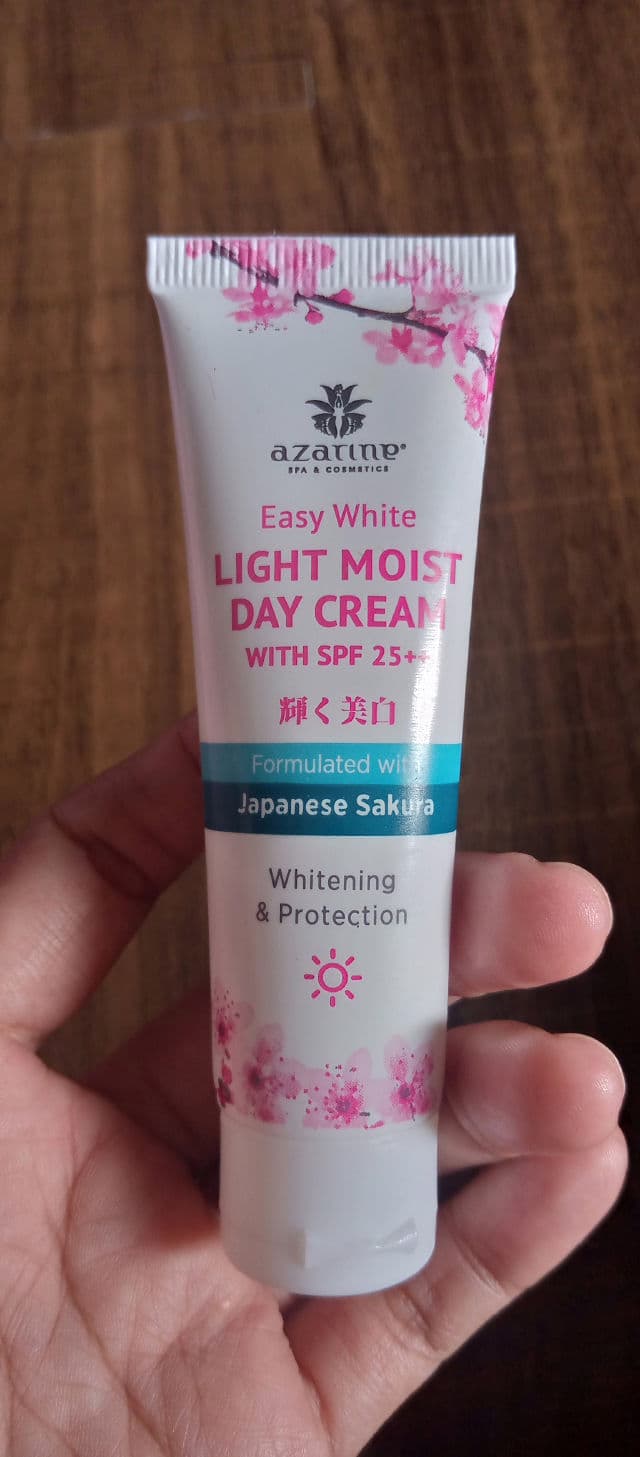 azarine®
SPA & COSMETICS
Easy White
LIGHT MOIST
DAY CREAM
WITH SPF 25++
輝く美白
Formulated with
Japanese Sakura
Whitening
& Protection